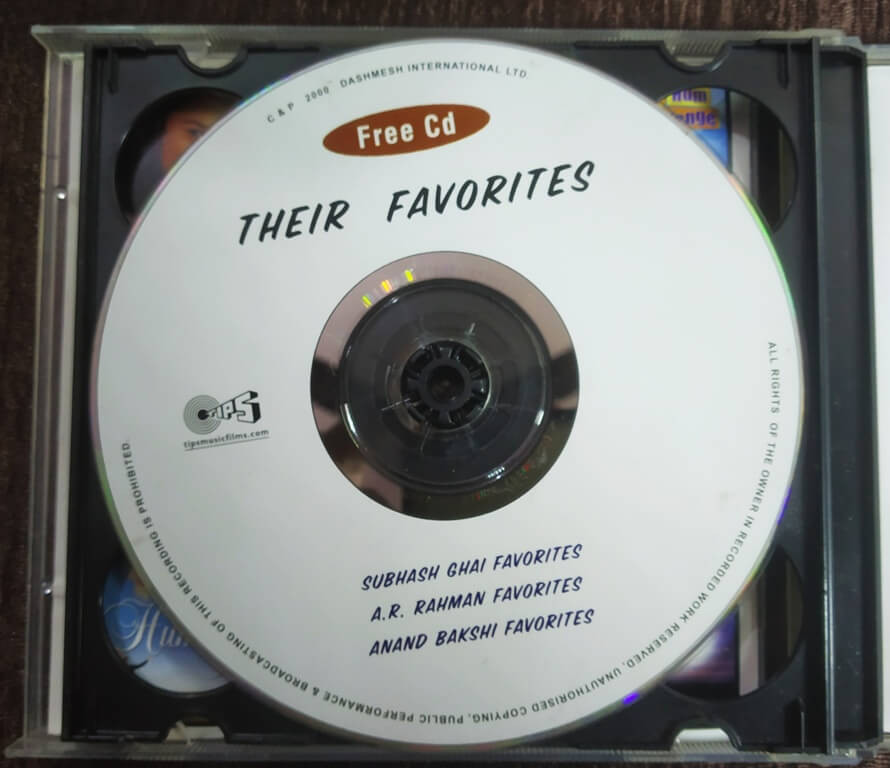 C & P 2000 DASHMESH INTERNATIONAL LTD.
Free Cd
THEIR FAVORITES
TIPS
tipsmusicfilms.com
SUBHASH GHAI FAVORITES
A.R. RAHMAN FAVORITES
ANAND BAKSHI FAVORITES
ALL RIGHTS OF THE OWNER IN RECORDED WORK RESERVED. UNAUTHORISED COPYING, PUBLIC PERFORMANCE & BROADCASTING OF THIS RECORDING IS PROHIBITED.